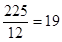 225/12 = 19